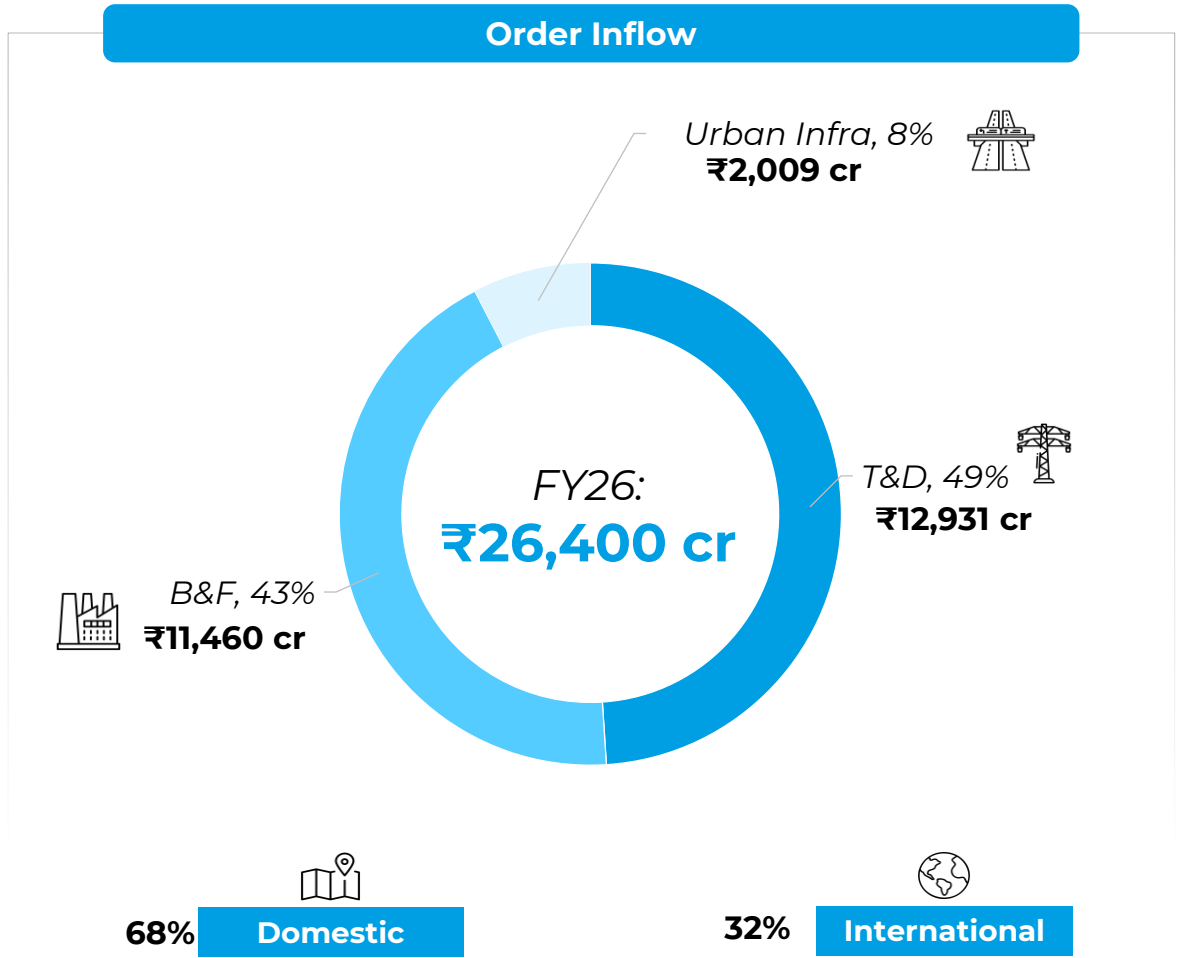 Order Inflow
Urban Infra, 8%
₹2,009 cr
T&D, 49%
₹12,931 cr
FY26:
₹26,400 cr
B&F, 43%
₹11,460 cr
68% Domestic
32% International